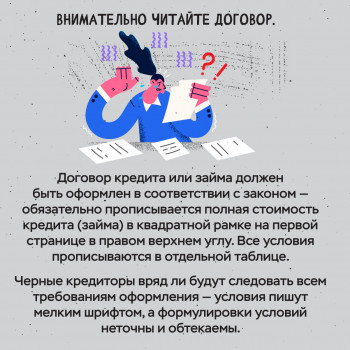 ВНИМАТЕЛЬНО ЧИТАЙТЕ ДОГОВОР.
?!
Договор кредита или займа должен
быть оформлен в соответствии с законом —
обязательно прописывается полная стоимость
кредита (займа) в квадратной рамке на первой
странице в правом верхнем углу. Все условия
прописываются в отдельной таблице.
Черные кредиторы вряд ли будут следовать всем
требованиям оформления — условия пишут
мелким шрифтом, а формулировки условий
неточны и обтекаемы.